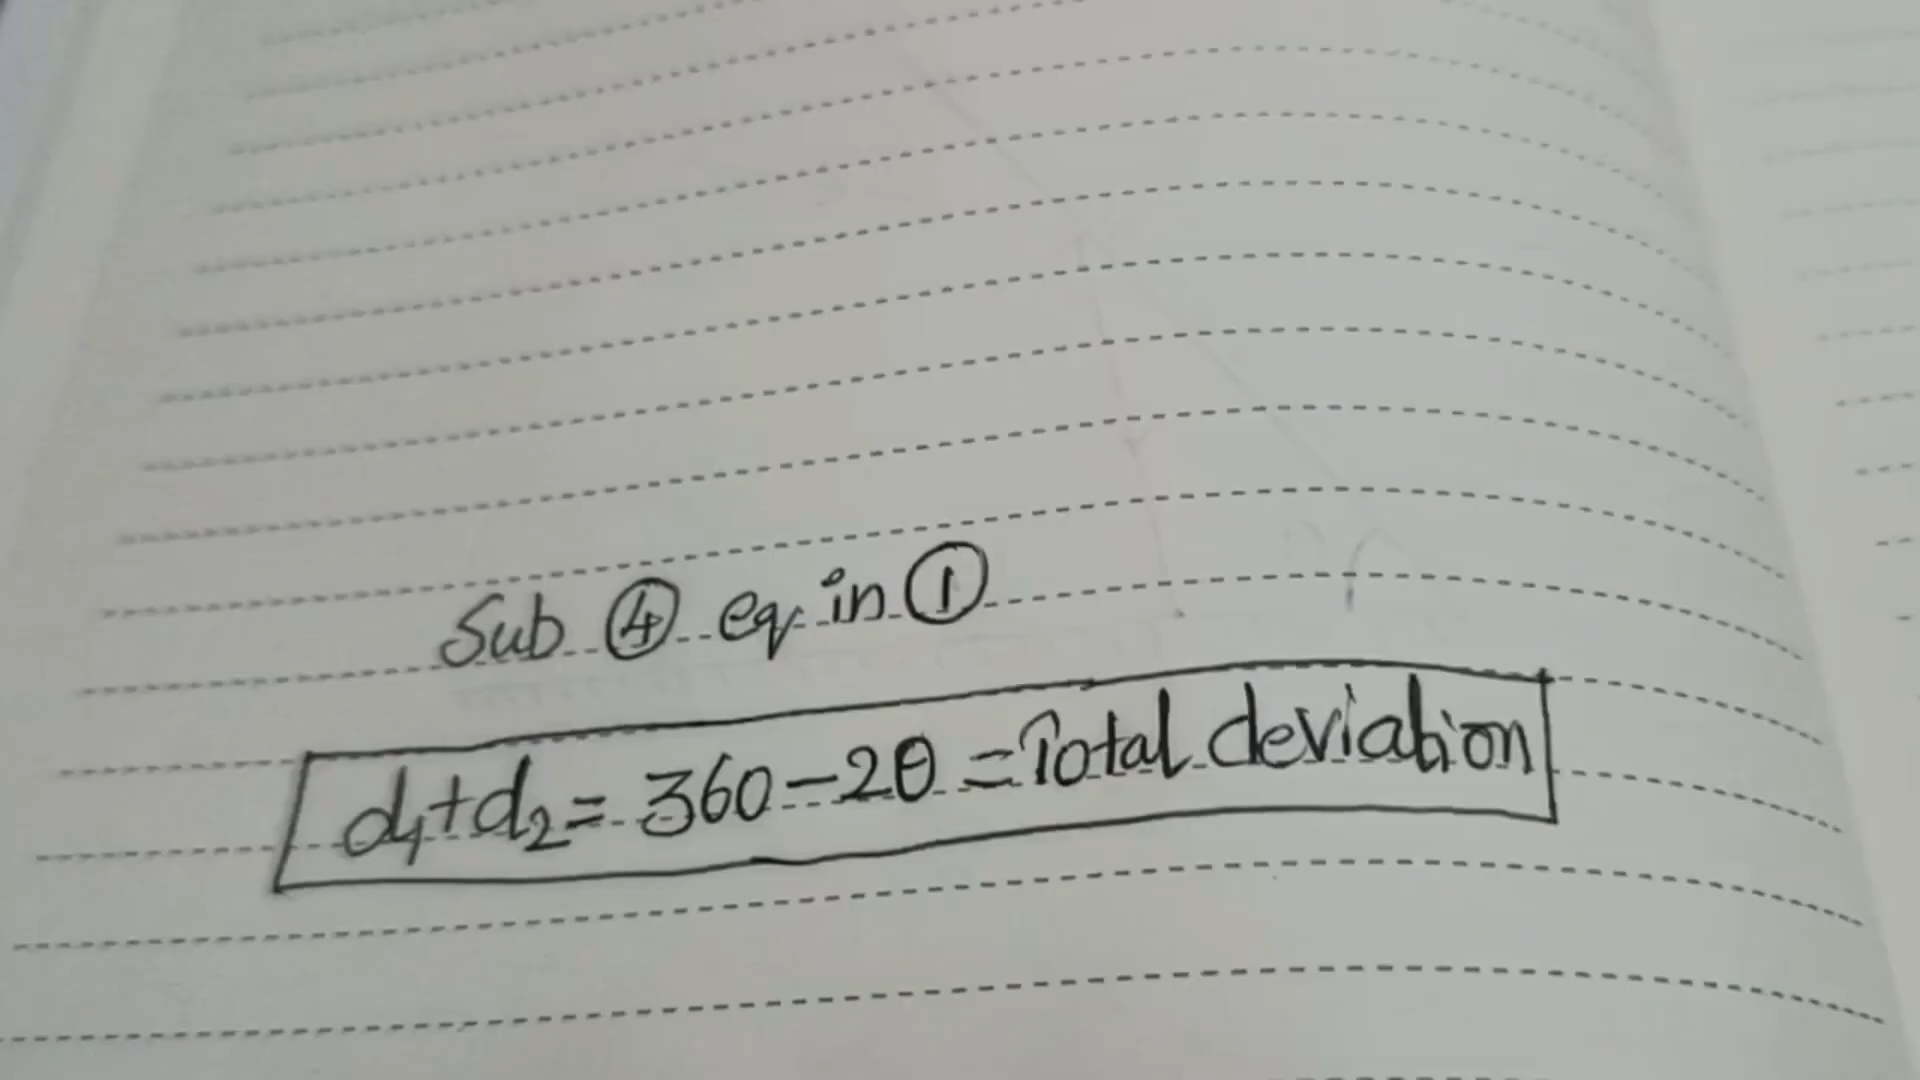 Sub ④ eq in ①
d₁+d₂= 360-2θ =Total deviation